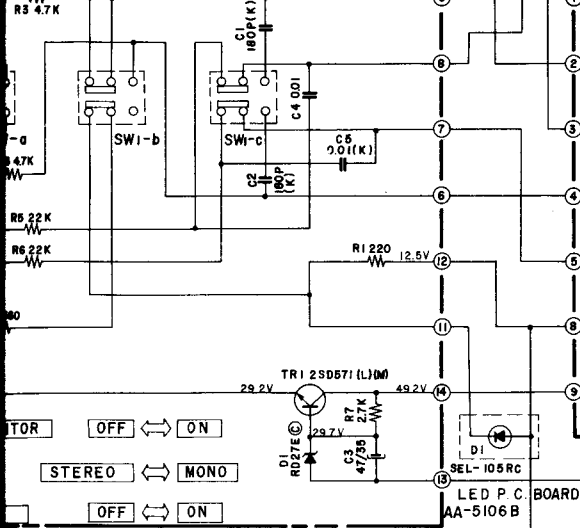 R3 4.7K
C1
180P(K)
8
2
C4 0.01
-a
SW1-b
SW1-c
7
3
C5
0.01(K)
4.7K
C2
180P
(K)
6
4
R5 22K
R6 22K
R1 220
12.5V
12
5
11
8
TR1 2SD571(L)(M)
29.2V
49.2V
14
9
R7
2.7K
29.7V
D1
RD27E Ⓒ
C3
47/35
13
TOR
OFF
ON
STEREO
MONO
OFF
ON
D1
SEL-105RC
LED P.C. BOARD
AA-5106B